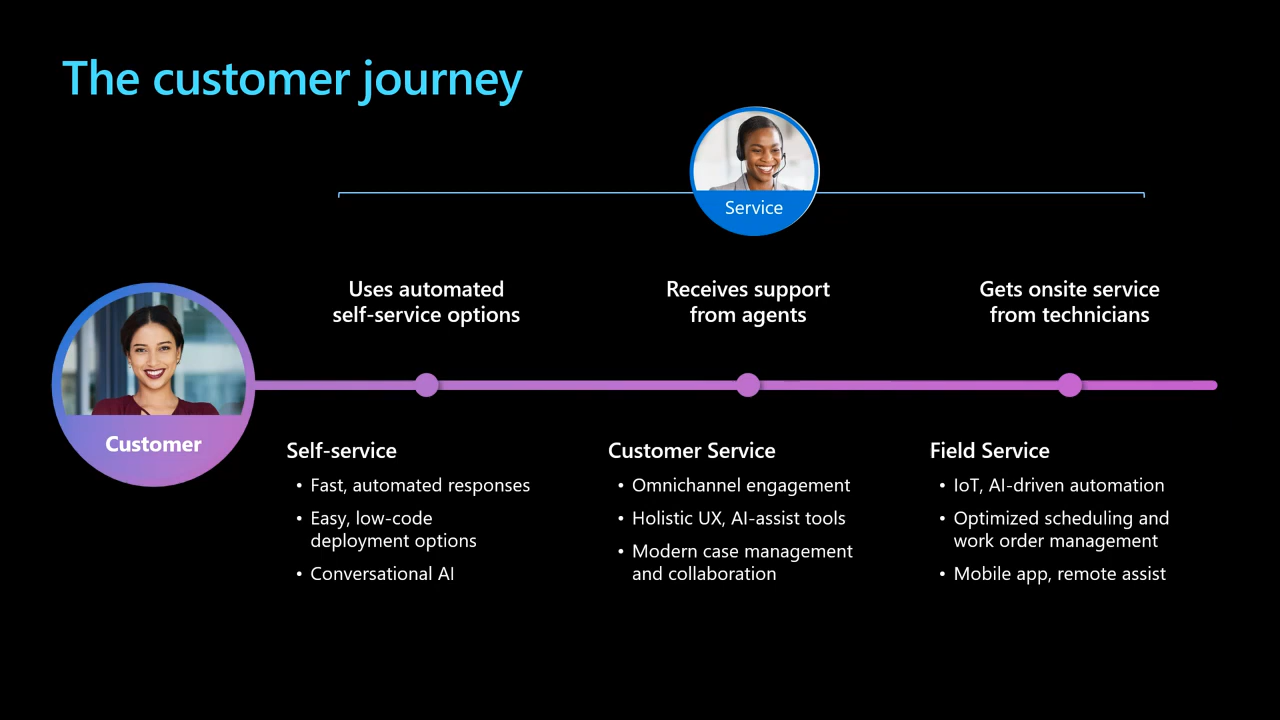 The customer journey
Service
Uses automated
self-service options
Receives support
from agents
Gets onsite service
from technicians
Customer
Self-service
• Fast, automated responses
• Easy, low-code
deployment options
• Conversational AI
Customer Service
• Omnichannel engagement
• Holistic UX, AI-assist tools
• Modern case management
and collaboration
Field Service
• IoT, AI-driven automation
• Optimized scheduling and
work order management
• Mobile app, remote assist